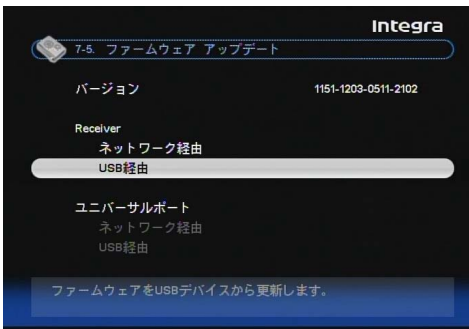 Integra
7-5. ファームウェア アップデート
バージョン 1151-1203-0511-2102
Receiver
ネットワーク経由
USB経由
ユニバーサルポート
ネットワーク経由
USB経由
ファームウェアをUSBデバイスから更新します。